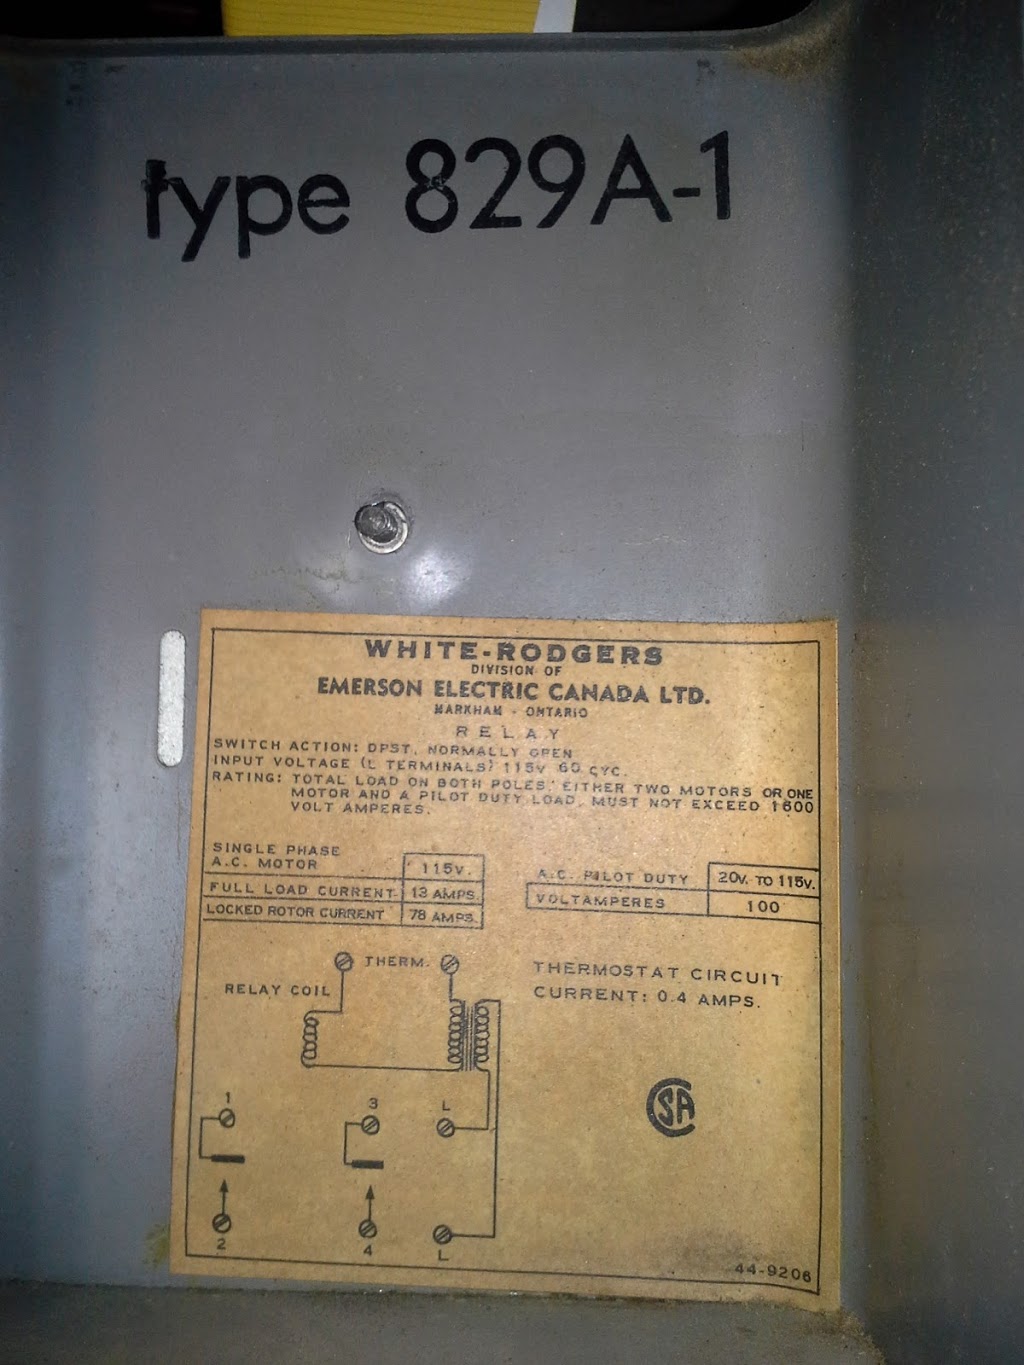 type 829A-1
WHITE-RODGERS
DIVISION OF
EMERSON ELECTRIC CANADA LTD.
MARKHAM - ONTARIO
RELAY
SWITCH ACTION: DPST, NORMALLY OPEN
INPUT VOLTAGE (L TERMINALS) 115V 60 CYC.
RATING: TOTAL LOAD ON BOTH POLES, EITHER TWO MOTORS OR ONE
MOTOR AND A PILOT DUTY LOAD, MUST NOT EXCEED 1600
VOLT AMPERES.
SINGLE PHASE
A.C. MOTOR 115V.
FULL LOAD CURRENT 13 AMPS.
LOCKED ROTOR CURRENT 78 AMPS.
A.C. PILOT DUTY 20V. TO 115V.
VOLTAMPERES 100
THERM.
RELAY COIL
THERMOSTAT CIRCUIT
CURRENT: 0.4 AMPS.
1 3 L
CSA
2 4 L
44-9206